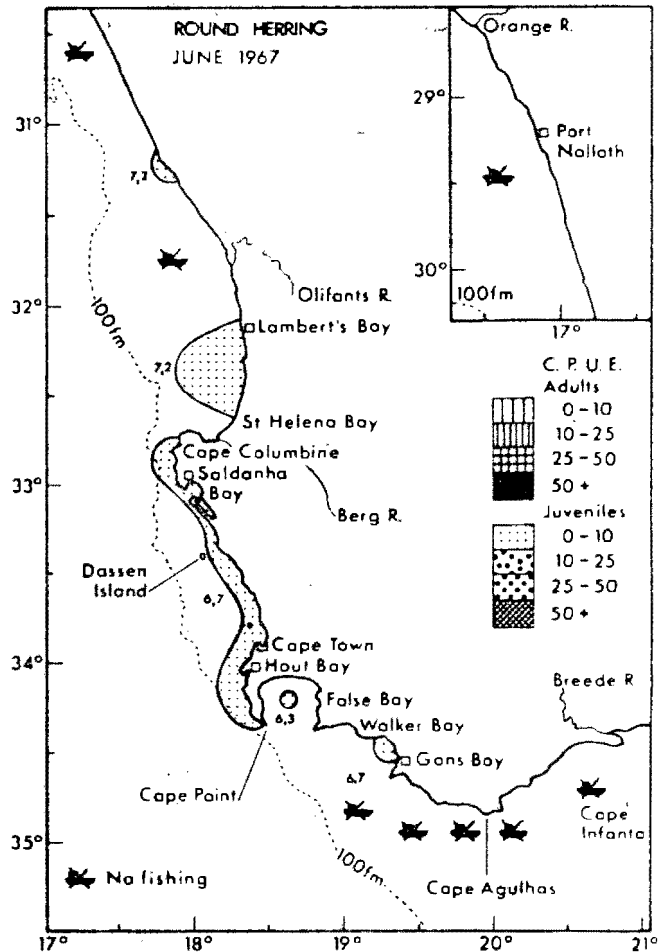 ROUND HERRING
JUNE 1967
Orange R.
29°
Port
Nolloth
30°
100fm
17°
31°
7,2
Olifants R.
32°
100fm
Lambert's Bay
7,2
St Helena Bay
Cape Columbine
Saldanha
Bay
33°
Berg R.
Dassen
Island
6,7
Cape Town
Hout Bay
34°
False Bay
6,3
Walker Bay
Gans Bay
Breede R
Cape Point
6,7
Cape
Infanta
35°
100fm
Cape Agulhas
No fishing
C. P. U. E.
Adults
0-10
10-25
25-50
50+
Juveniles
0-10
10-25
25-50
50+
17°
18°
19°
20°
21°